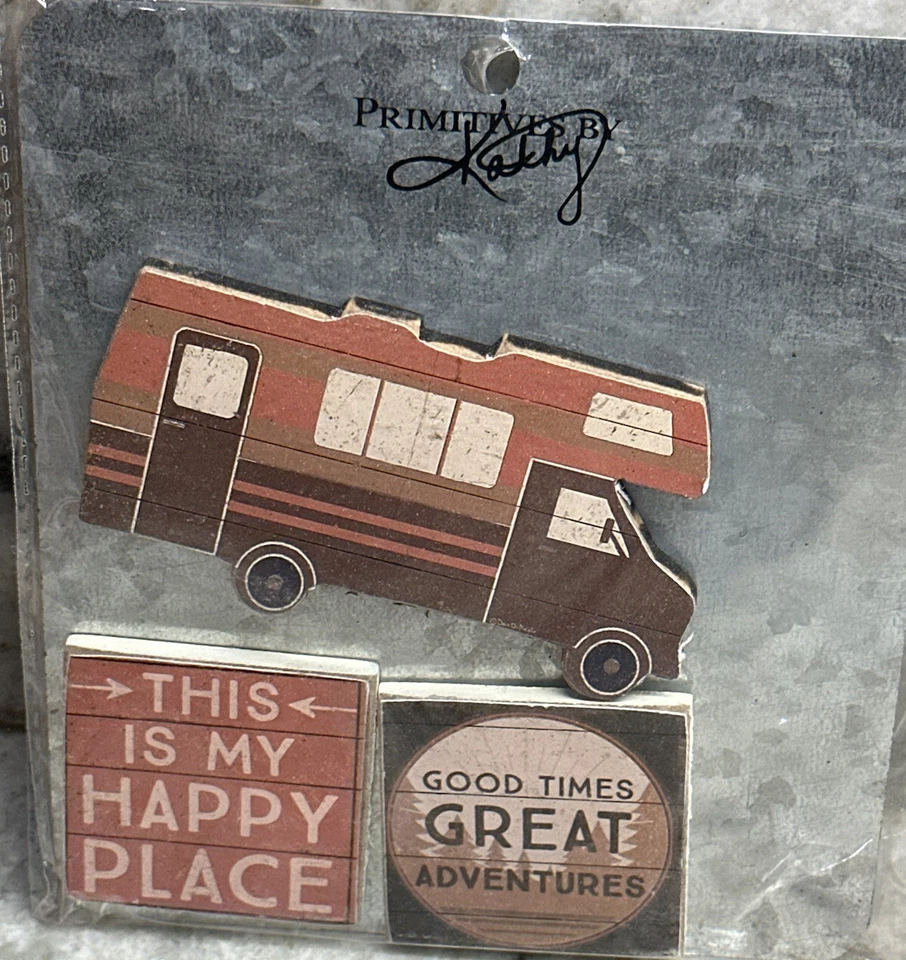 PRIMITIVES BY
Kathy
→ THIS ←
IS MY
HAPPY
PLACE
GOOD TIMES
GREAT
ADVENTURES